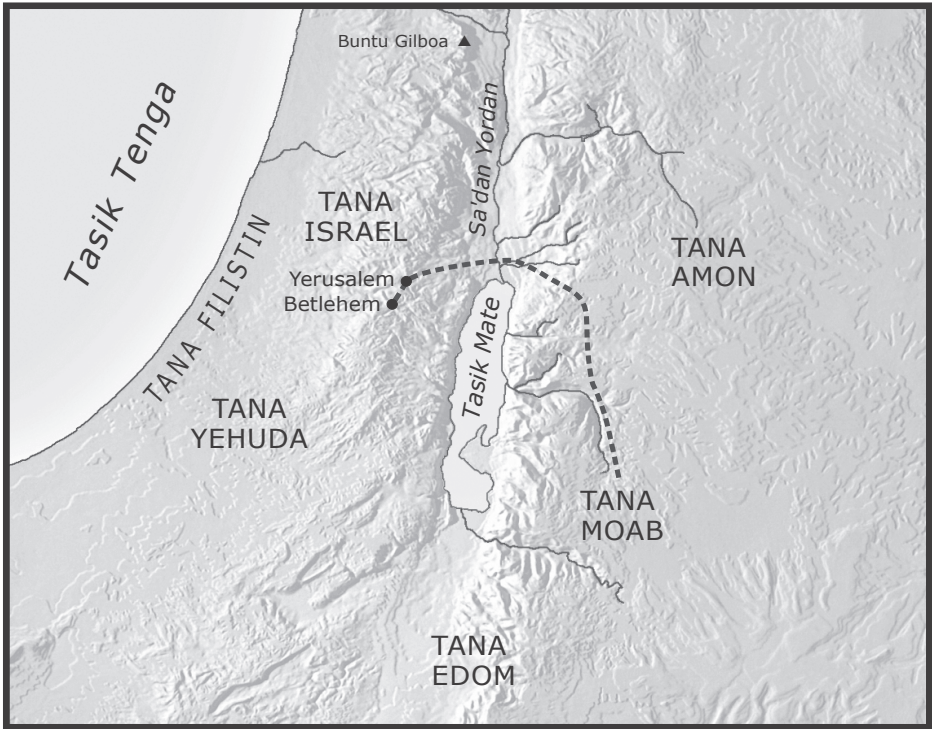 Buntu Gilboa
Tasik Tenga
Sa'dan Yordan
TANA
ISRAEL
TANA FILISTIN
TANA
AMON
Yerusalem
Betlehem
Tasik Mate
TANA
YEHUDA
TANA
MOAB
TANA
EDOM